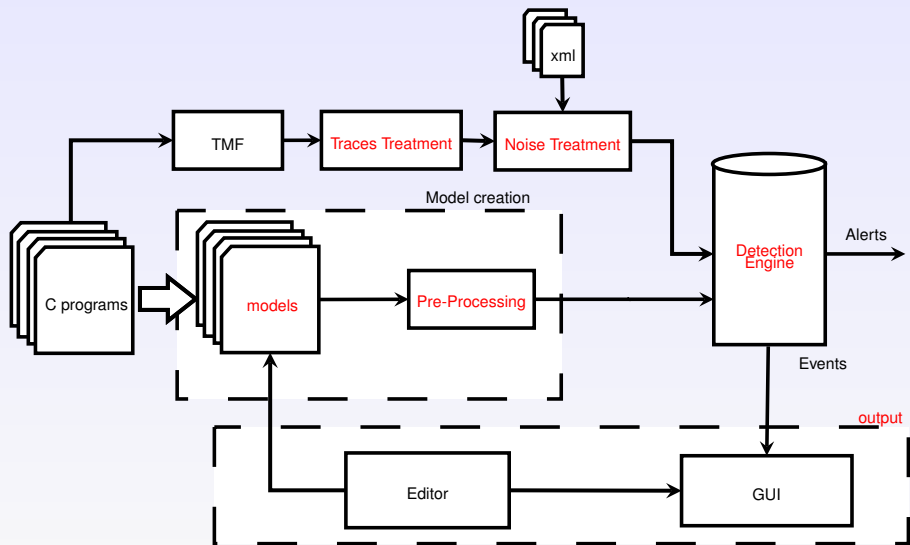 xml
TMF
Traces Treatment
Noise Treatment
Model creation
C programs
models
Pre-Processing
Detection
Engine
Alerts
Events
output
Editor
GUI